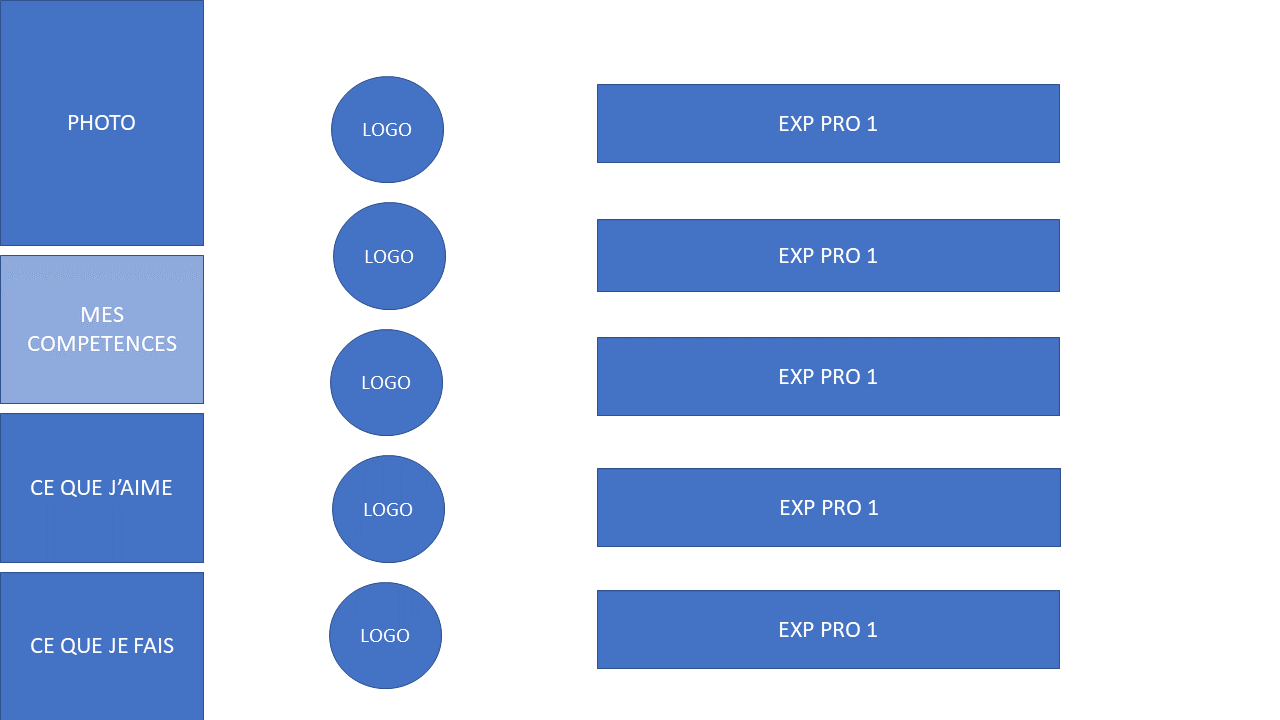 PHOTO
MES
COMPETENCES
CE QUE J’AIME
CE QUE JE FAIS
LOGO
EXP PRO 1
LOGO
EXP PRO 1
LOGO
EXP PRO 1
LOGO
EXP PRO 1
LOGO
EXP PRO 1